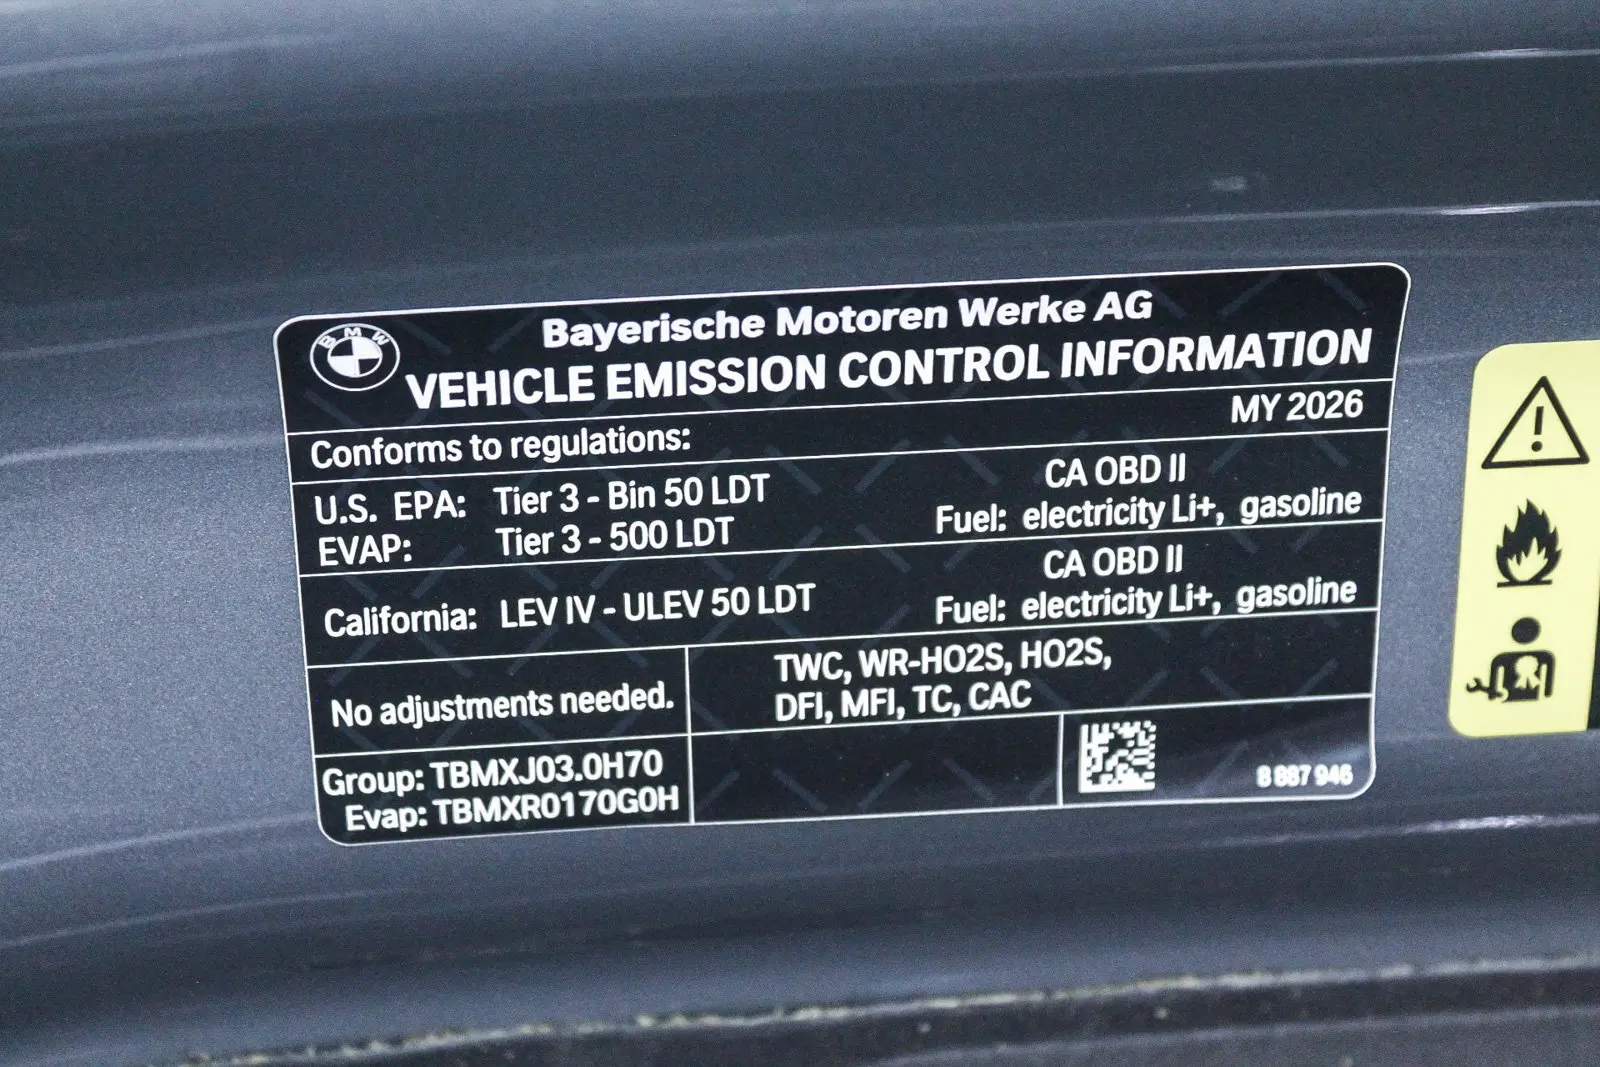 BMW
Bayerische Motoren Werke AG
VEHICLE EMISSION CONTROL INFORMATION
MY 2026
Conforms to regulations:
U.S. EPA: Tier 3 - Bin 50 LDT CA OBD II
EVAP: Tier 3 - 500 LDT Fuel: electricity Li+, gasoline
California: LEV IV - ULEV 50 LDT CA OBD II
Fuel: electricity Li+, gasoline
No adjustments needed.
TWC, WR-HO2S, HO2S,
DFI, MFI, TC, CAC
Group: TBMXJ03.0H70
Evap: TBMXR0170G0H
8 887 946